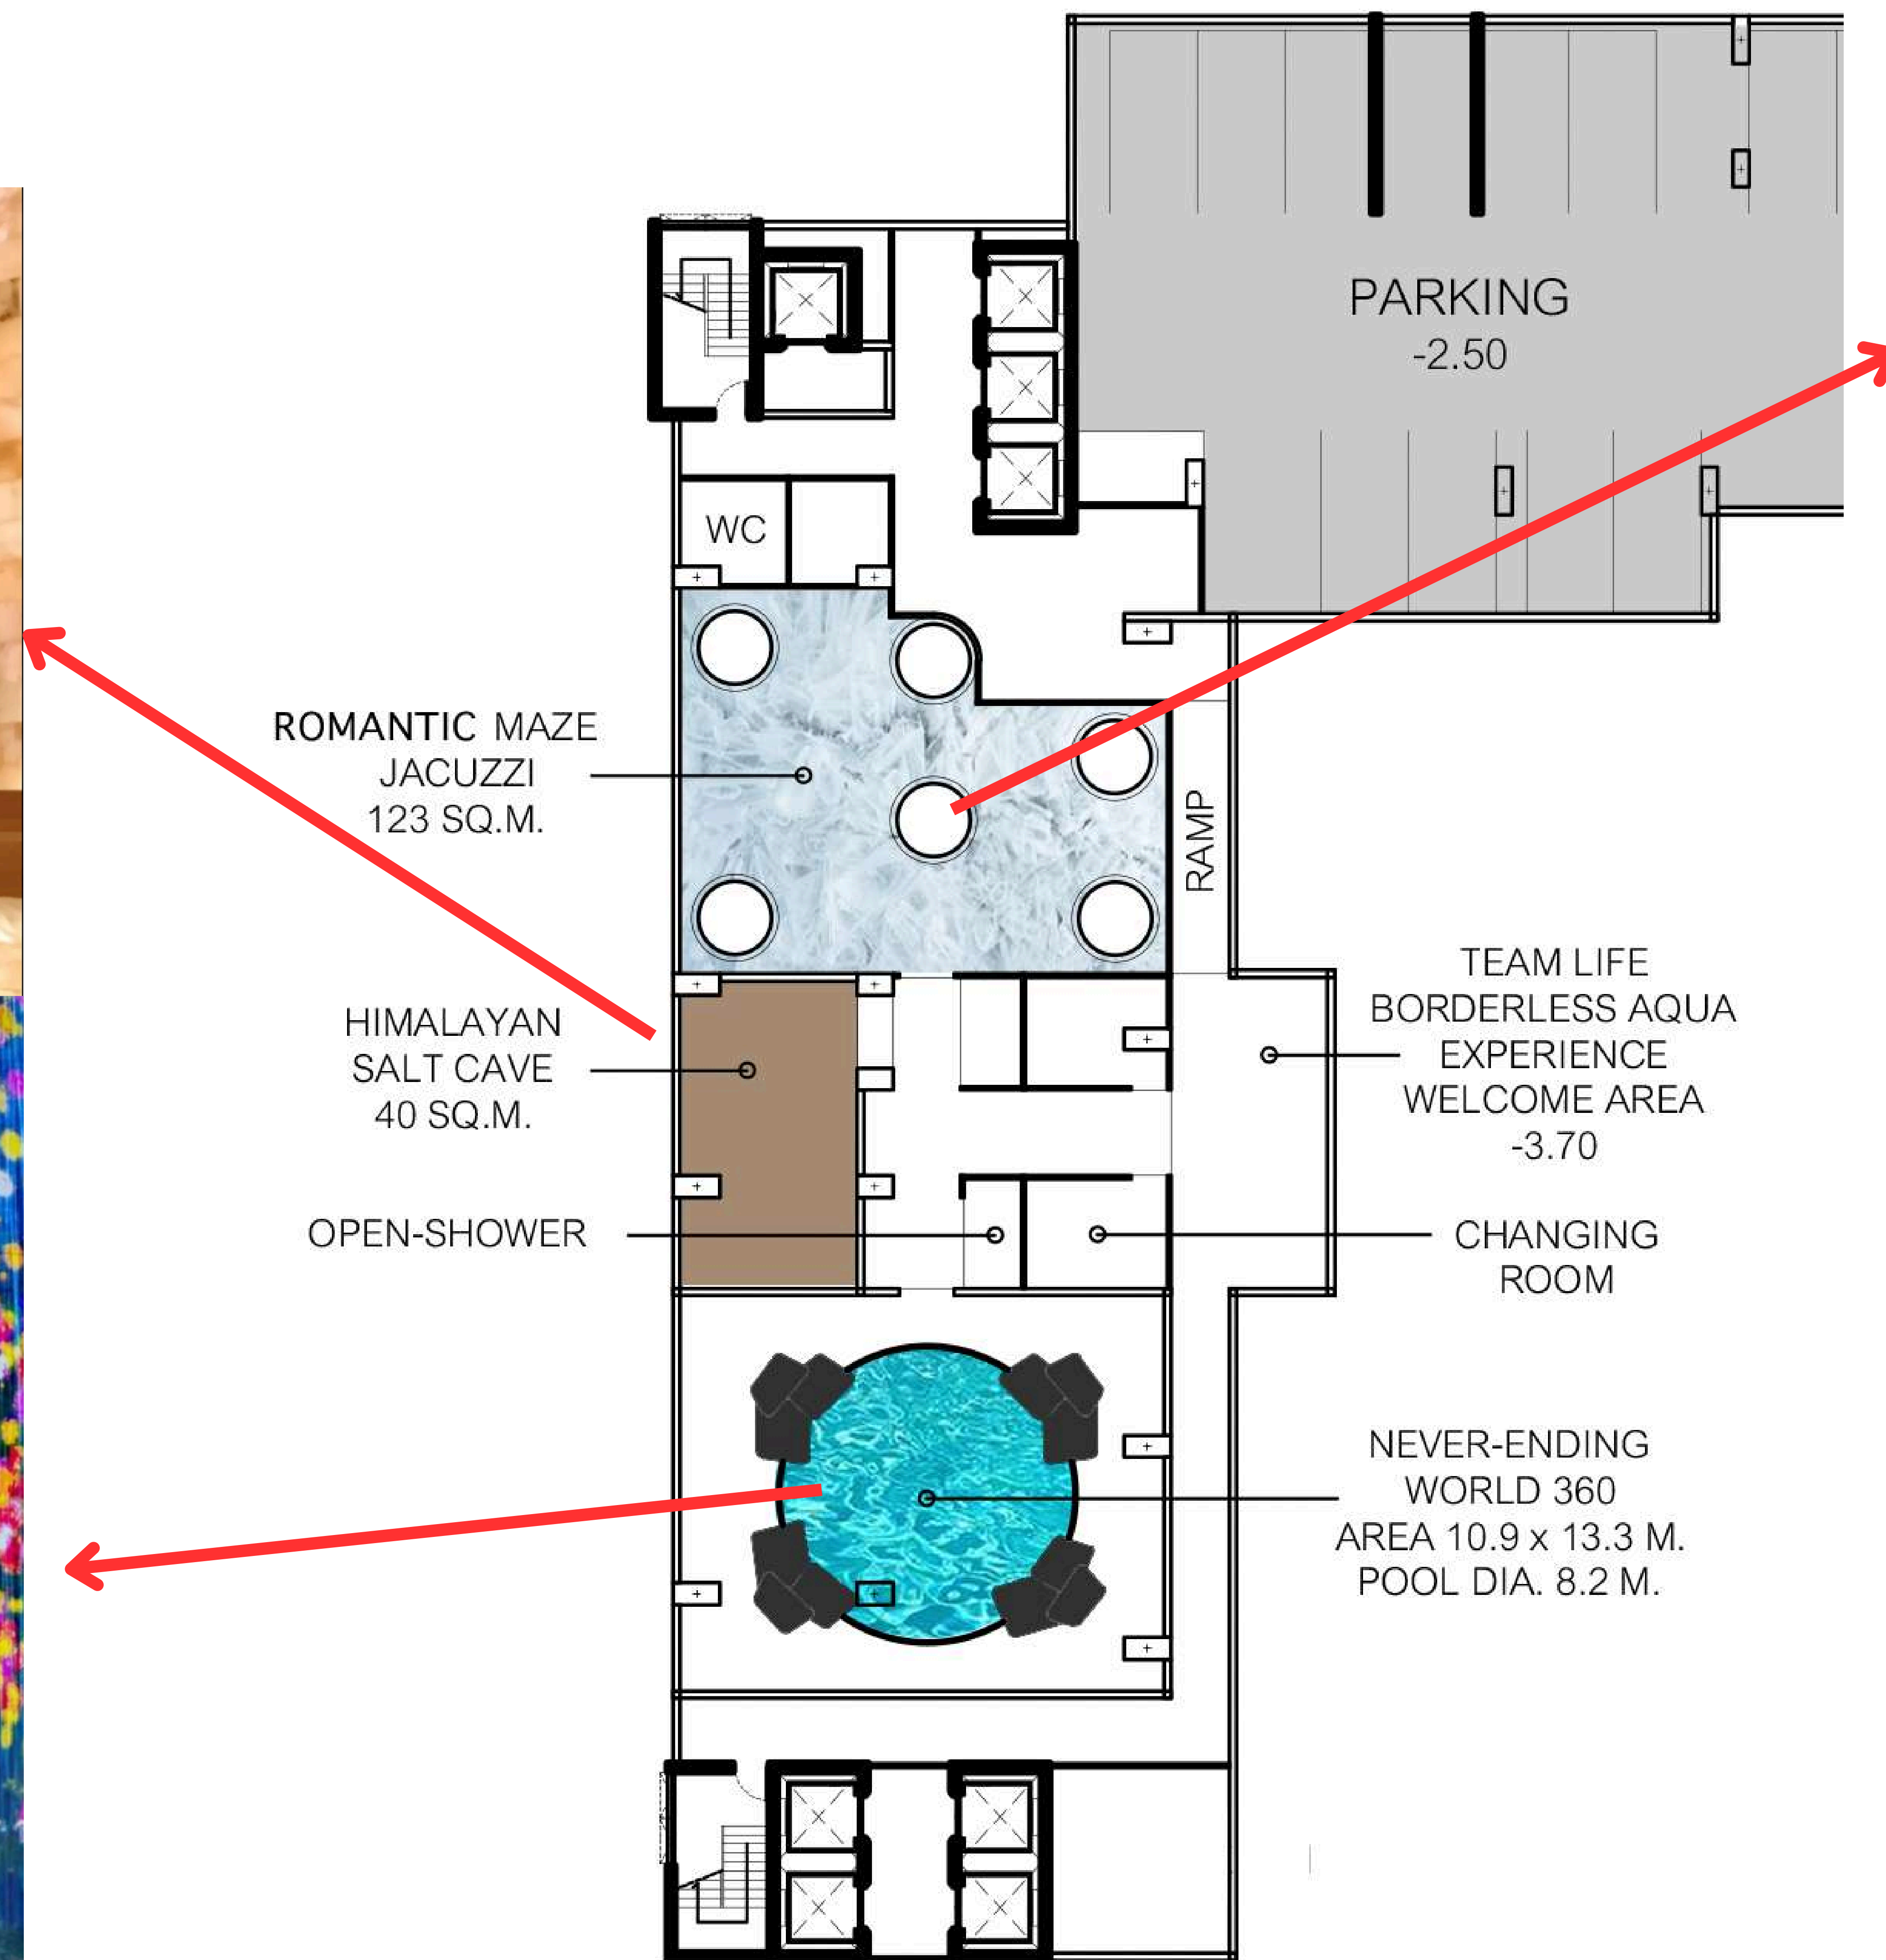 PARKING
-2.50
WC
ROMANTIC MAZE
JACUZZI
123 SQ.M.
RAMP
HIMALAYAN
SALT CAVE
40 SQ.M.
TEAM LIFE
BORDERLESS AQUA
EXPERIENCE
WELCOME AREA
-3.70
OPEN-SHOWER
CHANGING
ROOM
NEVER-ENDING
WORLD 360
AREA 10.9 x 13.3 M.
POOL DIA. 8.2 M.